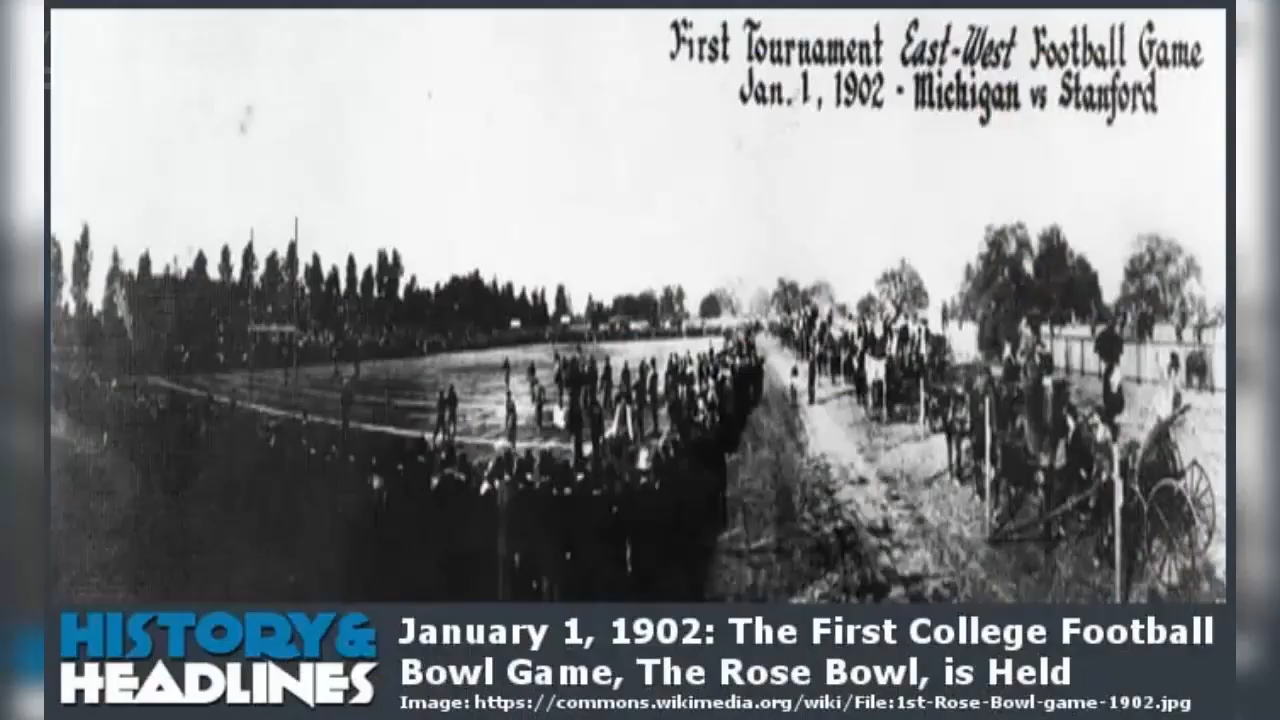 First Tournament East-West Football Game
Jan. 1, 1902 - Michigan vs Stanford
HISTORY&
HEADLINES
January 1, 1902: The First College Football
Bowl Game, The Rose Bowl, is Held
Image: https://commons.wikimedia.org/wiki/File:1st-Rose-Bowl-game-1902.jpg